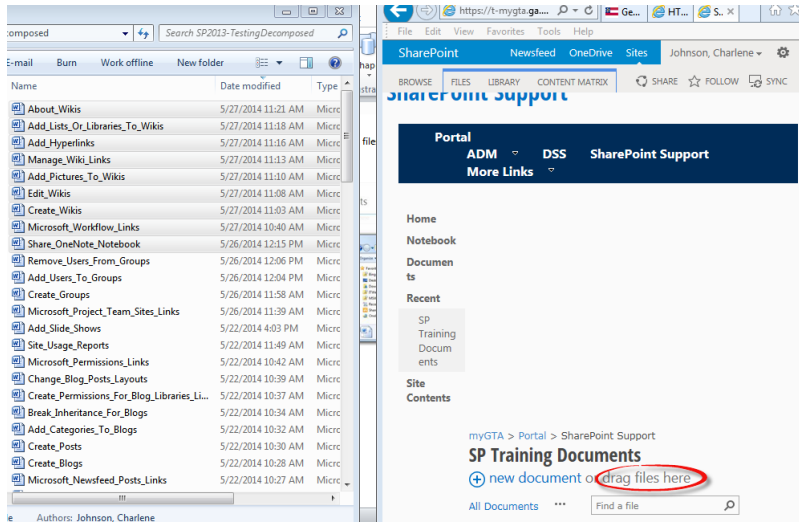 composed
Search SP2013-TestingDecomposed
E-mail Burn Work offline New folder
Name Date modified Type
About_Wikis 5/27/2014 11:21 AM Micro
Add_Lists_Or_Libraries_To_Wikis 5/27/2014 11:18 AM Micro
Add_Hyperlinks 5/27/2014 11:16 AM Micro
Manage_Wiki_Links 5/27/2014 11:13 AM Micro
Add_Pictures_To_Wikis 5/27/2014 11:10 AM Micro
Edit_Wikis 5/27/2014 11:08 AM Micro
Create_Wikis 5/27/2014 11:03 AM Micro
Microsoft_Workflow_Links 5/27/2014 10:40 AM Micro
Share_OneNote_Notebook 5/26/2014 12:15 PM Micro
Remove_Users_From_Groups 5/26/2014 12:06 PM Micro
Add_Users_To_Groups 5/26/2014 12:04 PM Micro
Create_Groups 5/26/2014 11:58 AM Micro
Microsoft_Project_Team_Sites_Links 5/26/2014 11:39 AM Micro
Add_Slide_Shows 5/22/2014 4:03 PM Micro
Site_Usage_Reports 5/22/2014 11:49 AM Micro
Microsoft_Permissions_Links 5/22/2014 10:42 AM Micro
Change_Blog_Posts_Layouts 5/22/2014 10:39 AM Micro
Create_Permissions_For_Blog_Libraries_Li... 5/22/2014 10:37 AM Micro
Break_Inheritance_For_Blogs 5/22/2014 10:34 AM Micro
Add_Categories_To_Blogs 5/22/2014 10:32 AM Micro
Create_Posts 5/22/2014 10:30 AM Micro
Create_Blogs 5/22/2014 10:28 AM Micro
Microsoft_Newsfeed_Posts_Links 5/22/2014 10:27 AM Micro
Authors: Johnson, Charlene
hap
stra
file
ts
https://t-mygta.ga.... Ge... HT... S..
File Edit View Favorites Tools Help
SharePoint Newsfeed OneDrive Sites Johnson, Charlene
BROWSE FILES LIBRARY CONTENT MATRIX SHARE FOLLOW SYNC
SharePoint Support
Portal
ADM DSS SharePoint Support
More Links
Home
Notebook
Documen
ts
Recent
SP
Training
Docum
ents
Site
Contents
myGTA > Portal > SharePoint Support
SP Training Documents
new document or drag files here
All Documents ... Find a file